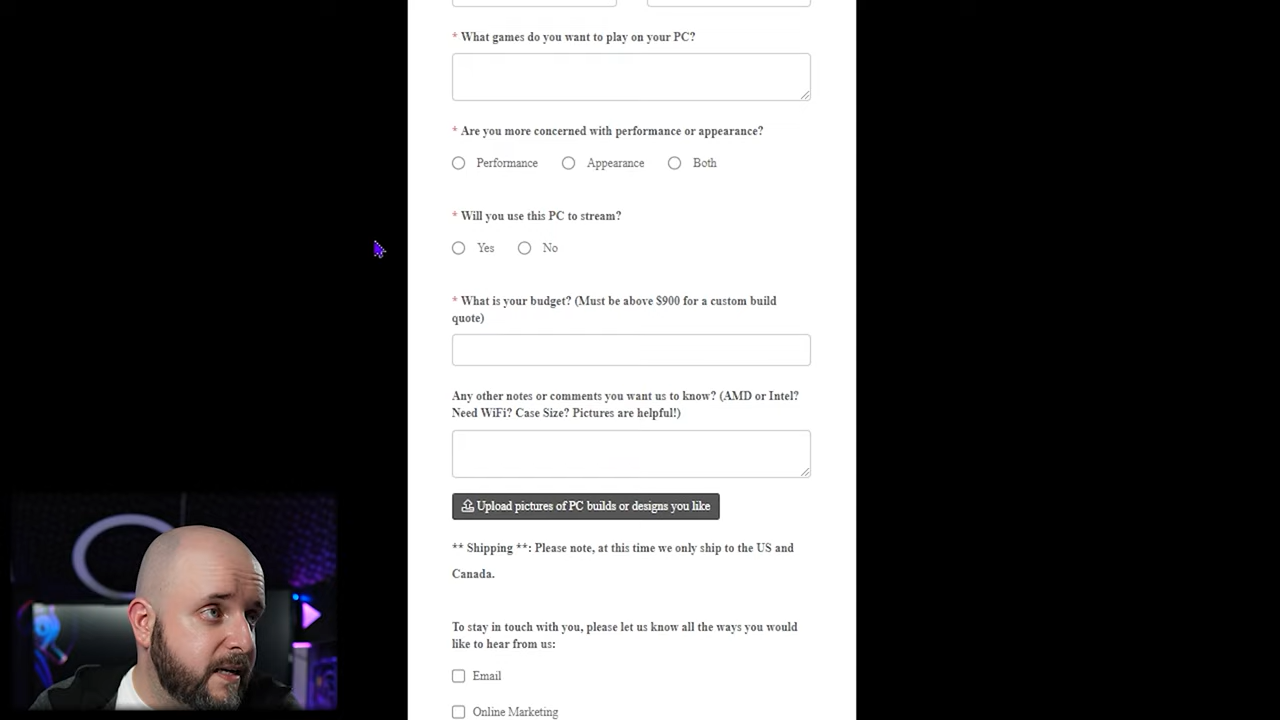 * What games do you want to play on your PC?
* Are you more concerned with performance or appearance?
Performance Appearance Both
* Will you use this PC to stream?
Yes No
* What is your budget? (Must be above $900 for a custom build
quote)
Any other notes or comments you want us to know? (AMD or Intel?
Need WiFi? Case Size? Pictures are helpful!)
Upload pictures of PC builds or designs you like
** Shipping **: Please note, at this time we only ship to the US and
Canada.
To stay in touch with you, please let us know all the ways you would
like to hear from us:
Email
Online Marketing